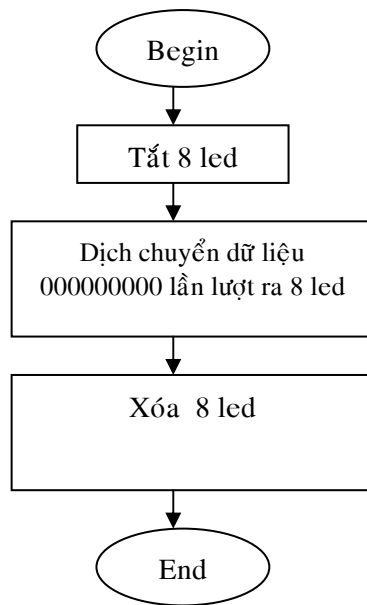 Begin
Tắt 8 led
Dịch chuyển dữ liệu
000000000 lần lượt ra 8 led
Xóa 8 led
End